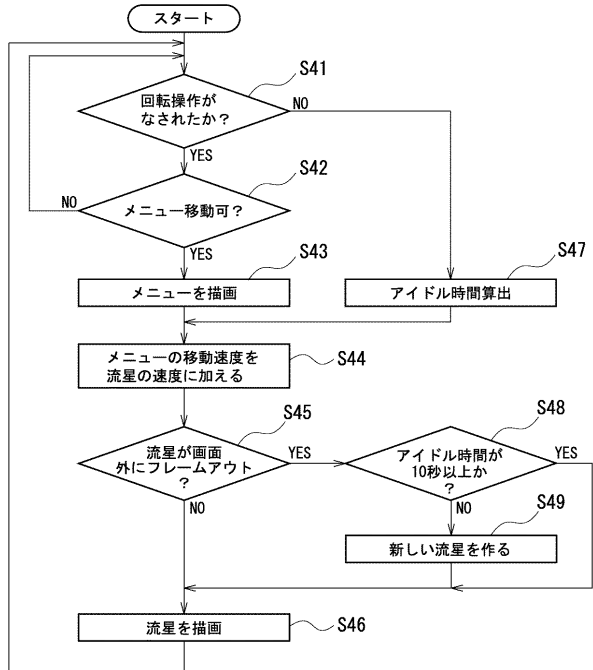 スタート
S41
回転操作が
なされたか？
NO
YES
S42
メニュー移動可？
NO
YES
S43
メニューを描画
S47
アイドル時間算出
S44
メニューの移動速度を
流星の速度に加える
S45
流星が画面
外にフレームアウト
？
YES
NO
S48
アイドル時間が
10秒以上か
？
YES
NO
S49
新しい流星を作る
S46
流星を描画